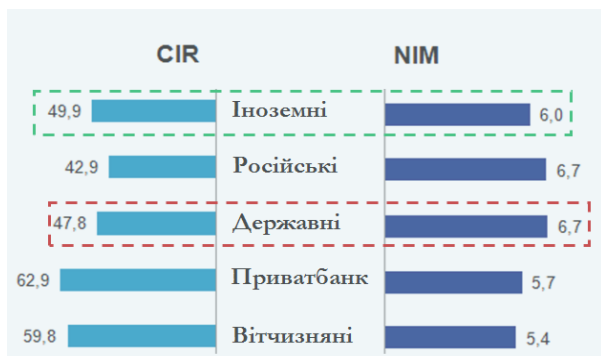 CIR NIM
49,9 Іноземні 6,0
42,9 Російські 6,7
47,8 Державні 6,7
62,9 Приватбанк 5,7
59,8 Вітчизняні 5,4